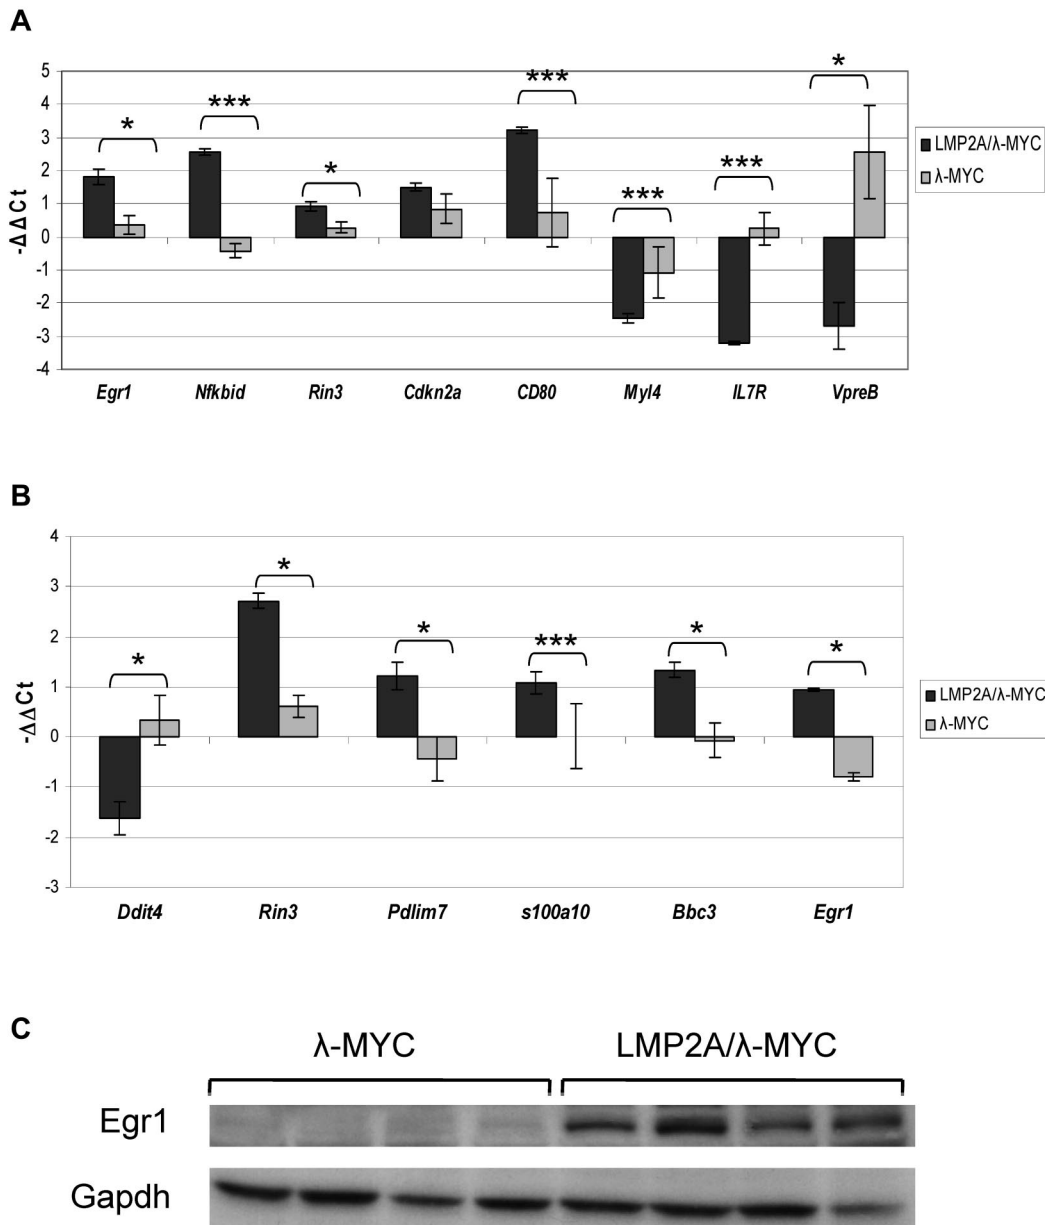 A
* *** * *** *** *** *
5
4
3
2
1
0
-1
-2
-3
-4
-ΔΔCt
LMP2A/λ-MYC
λ-MYC
Egr1 Nfkbid Rin3 Cdkn2a CD80 Myl4 IL7R VpreB
B
* * * *** * *
4
3
2
1
0
-1
-2
-3
-ΔΔCt
LMP2A/λ-MYC
λ-MYC
Ddit4 Rin3 Pdlim7 s100a10 Bbc3 Egr1
C
λ-MYC LMP2A/λ-MYC
Egr1
Gapdh